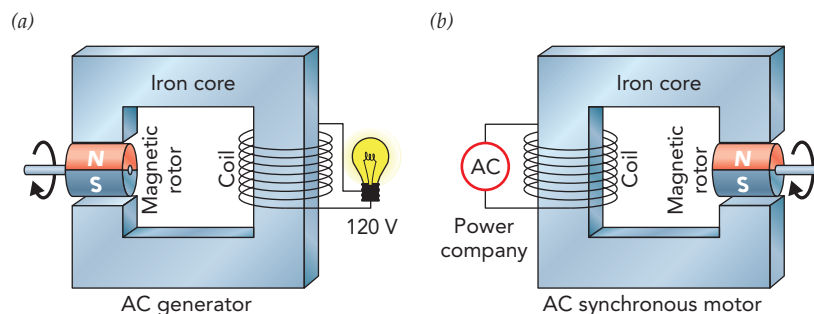 (a)
Iron core
N
S
Magnetic
rotor
Coil
120 V
AC generator
(b)
Iron core
AC
Coil
Magnetic
rotor
N
S
Power
company
AC synchronous motor